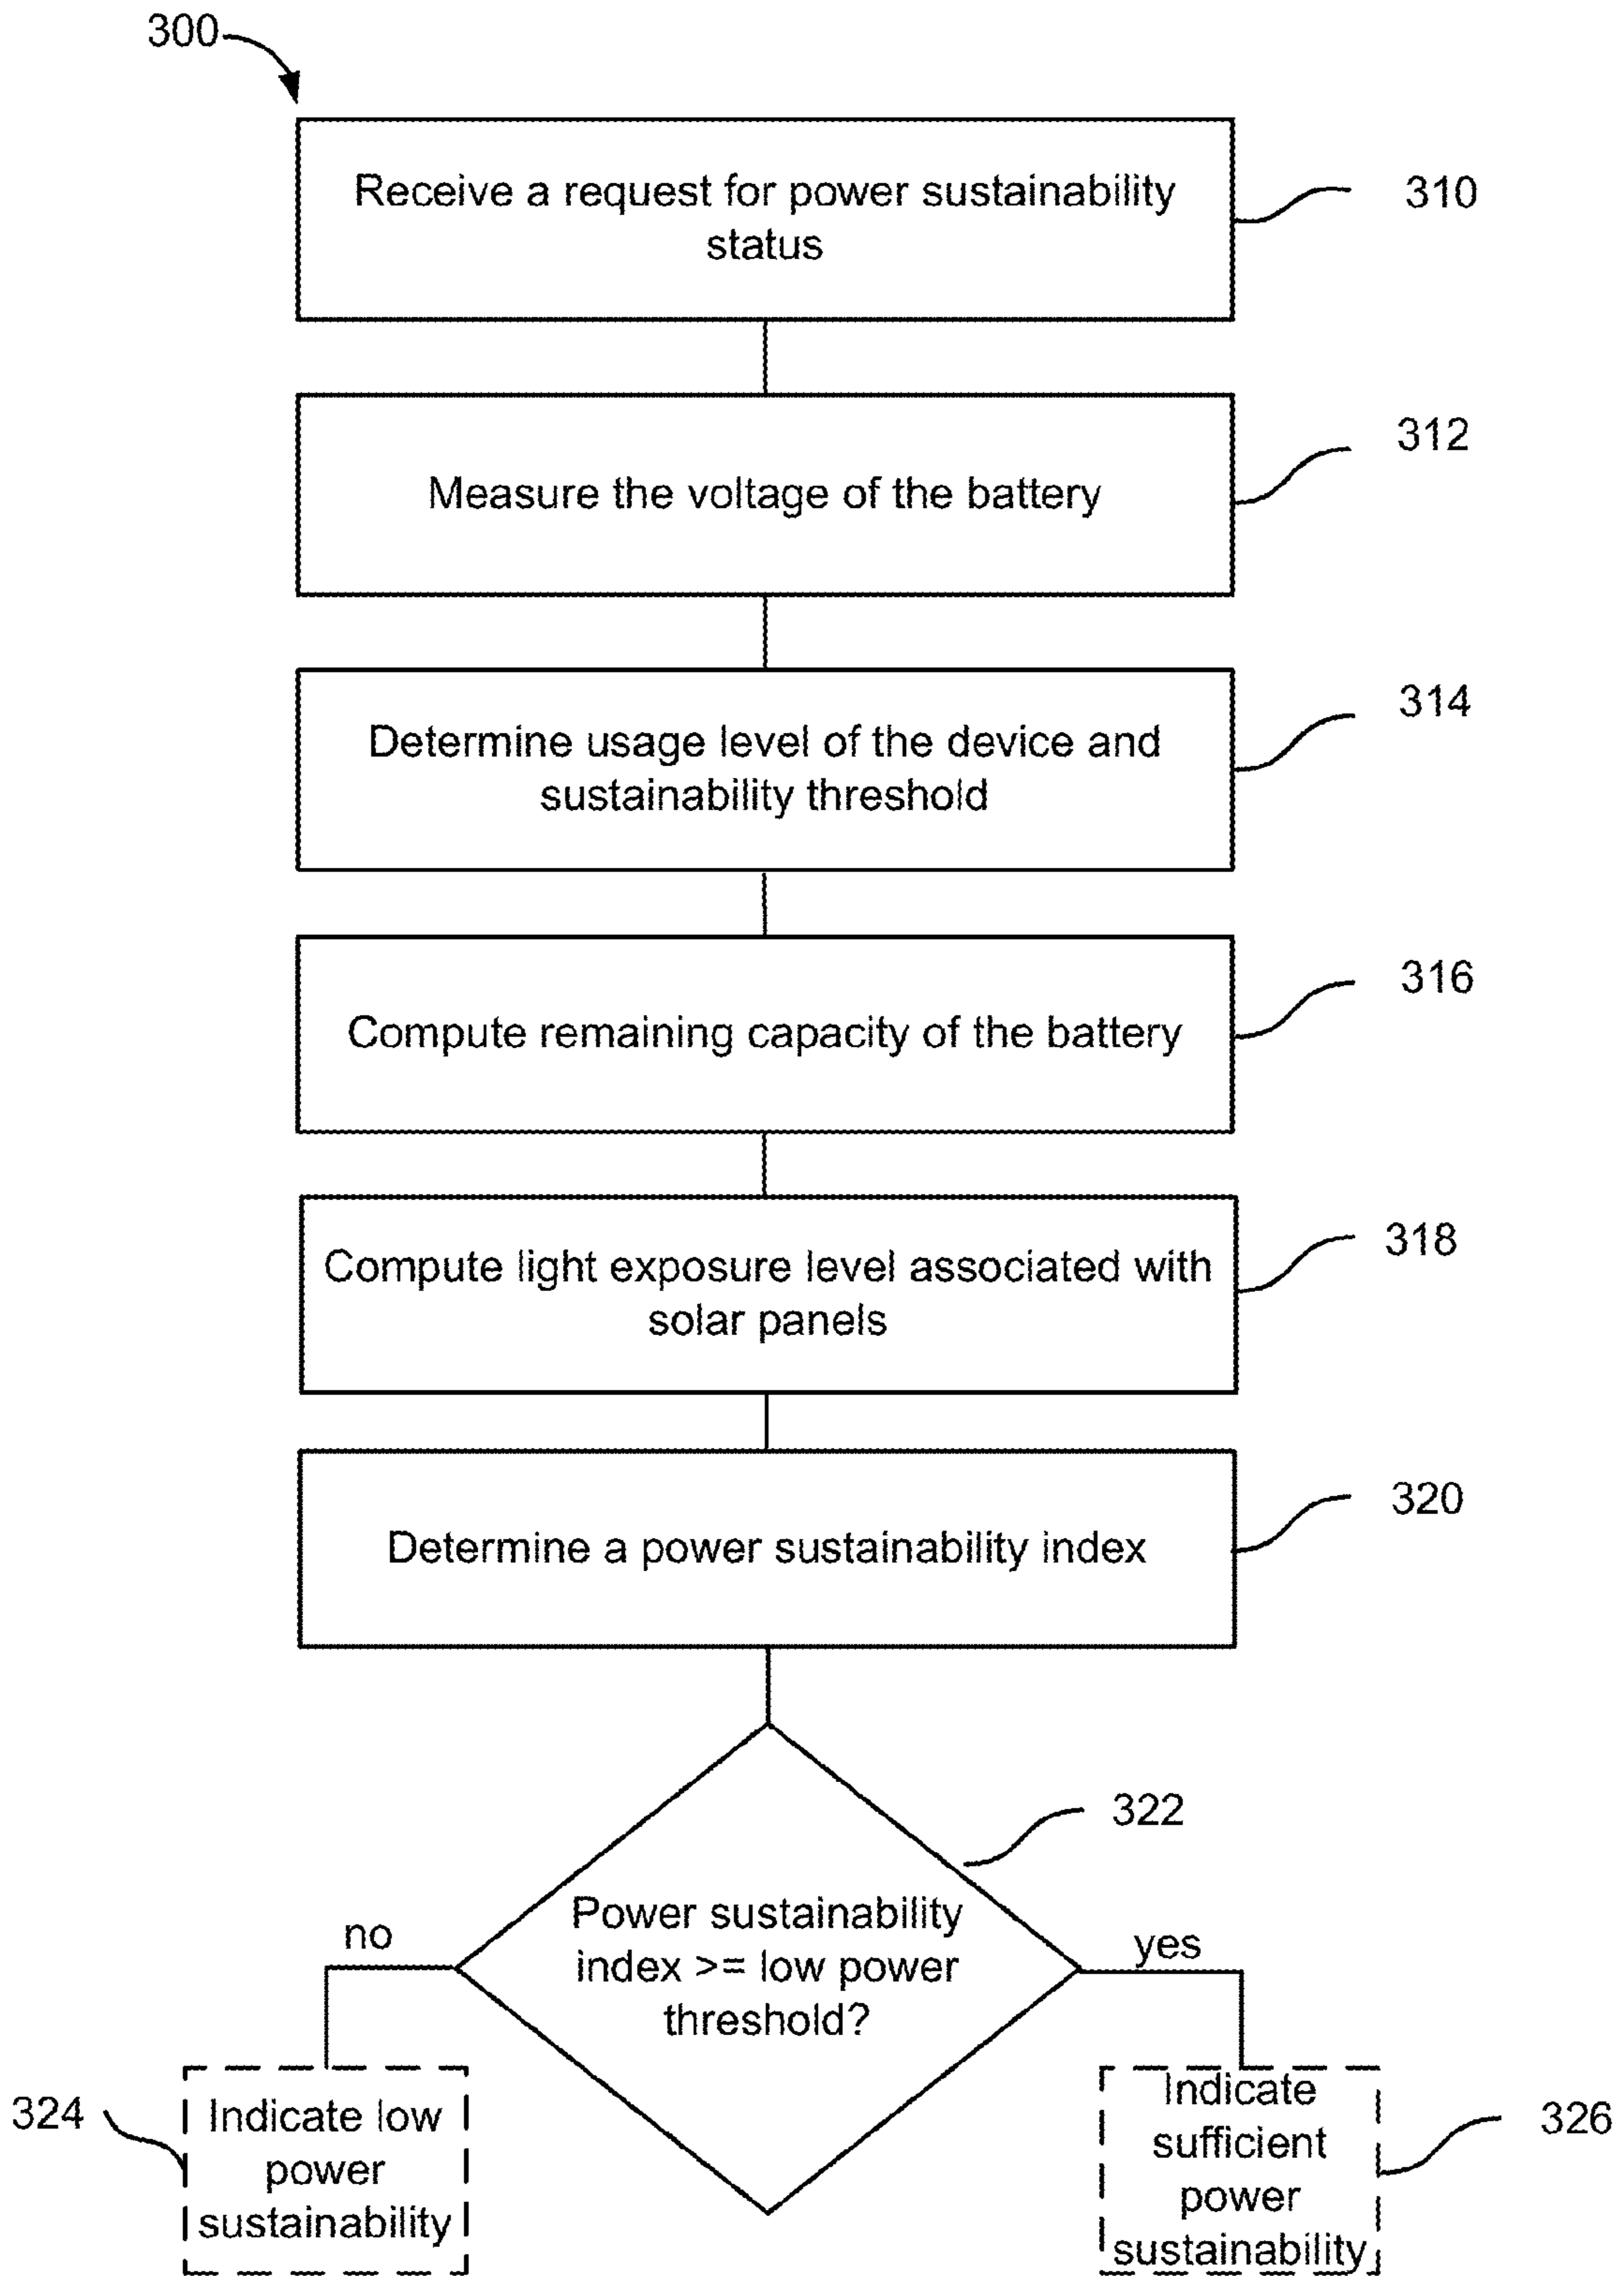 300
Receive a request for power sustainability
status
310
Measure the voltage of the battery
312
Determine usage level of the device and
sustainability threshold
314
Compute remaining capacity of the battery
316
Compute light exposure level associated with
solar panels
318
Determine a power sustainability index
320
322
Power sustainability
index >= low power
threshold?
no
yes
324
Indicate low
power
sustainability
Indicate
sufficient
power
sustainability
326